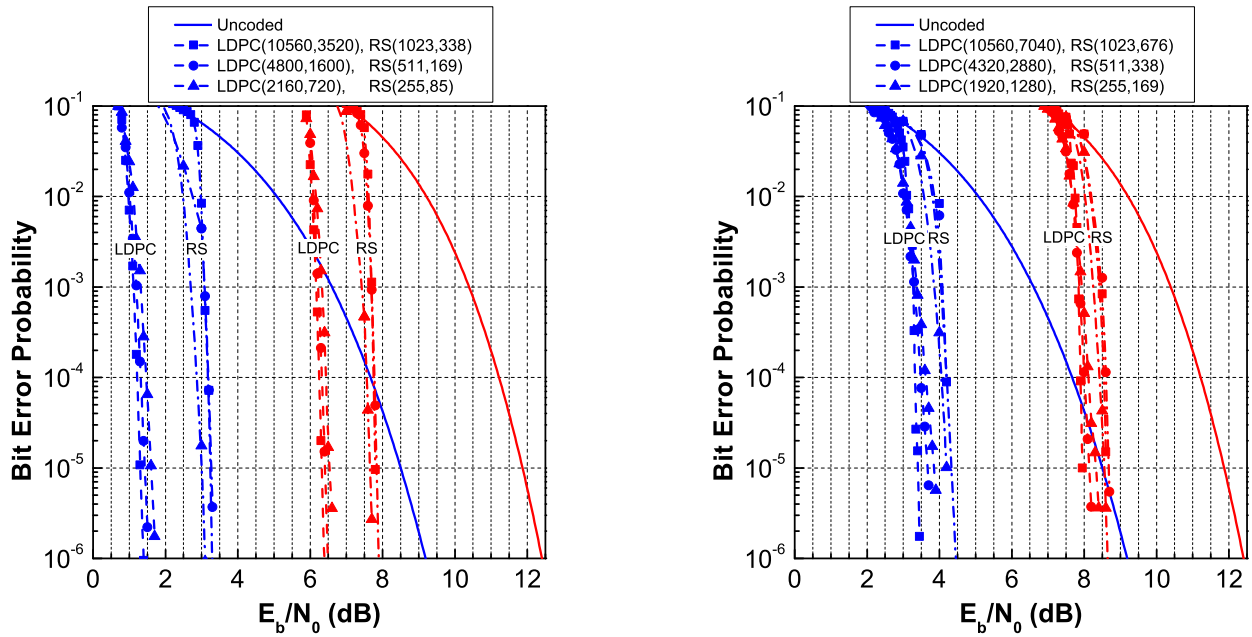 Uncoded
LDPC(10560,3520), RS(1023,338)
LDPC(4800,1600), RS(511,169)
LDPC(2160,720), RS(255,85)
10^-1
10^-2
10^-3
10^-4
10^-5
10^-6
Bit Error Probability
LDPC
RS
LDPC
RS
0 2 4 6 8 10 12
E_b/N_0 (dB)
Uncoded
LDPC(10560,7040), RS(1023,676)
LDPC(4320,2880), RS(511,338)
LDPC(1920,1280), RS(255,169)
10^-1
10^-2
10^-3
10^-4
10^-5
10^-6
Bit Error Probability
LDPC
RS
LDPC
RS
0 2 4 6 8 10 12
E_b/N_0 (dB)